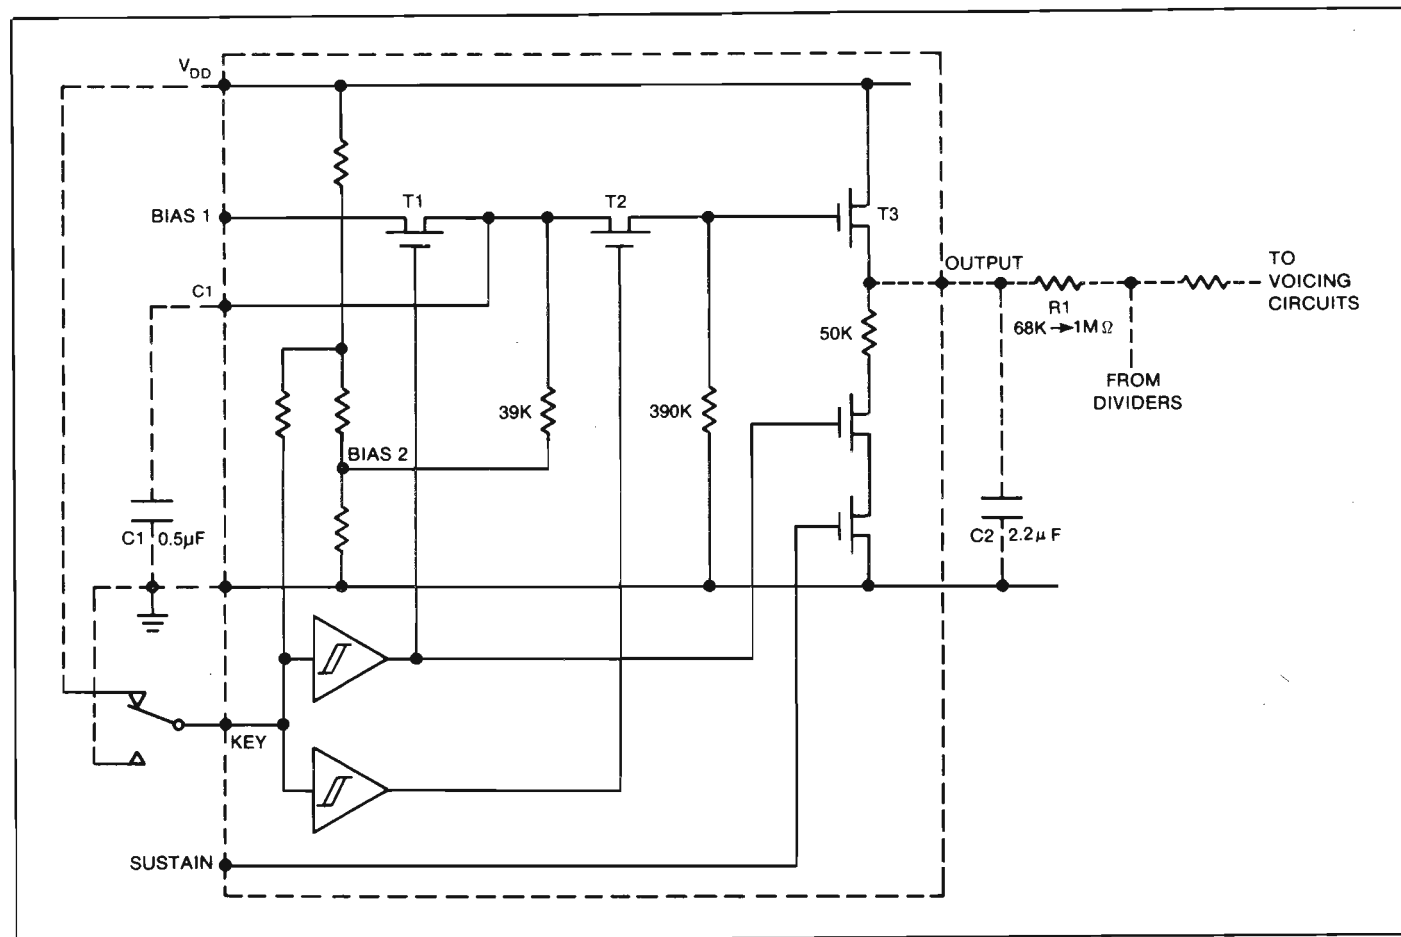 VDD
BIAS 1
T1
T2
T3
C1
OUTPUT
TO
VOICING
CIRCUITS
R1
68K→1MΩ
50K
FROM
DIVIDERS
39K
390K
BIAS 2
C1 0.5μF
C2 2.2μF
KEY
SUSTAIN